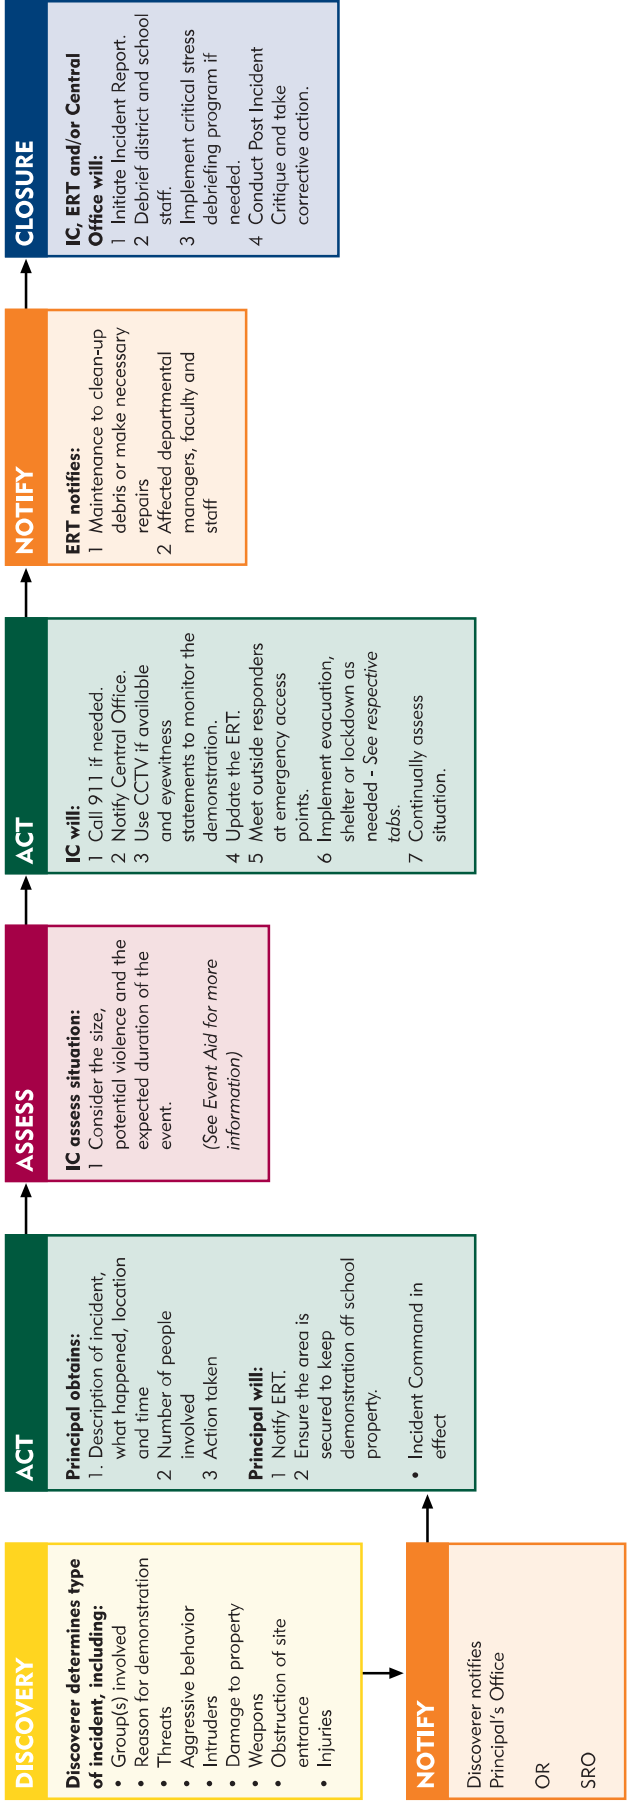 DISCOVERY
Discoverer determines type
of incident, including:
• Group(s) involved
• Reason for demonstration
• Threats
• Aggressive behavior
• Intruders
• Damage to property
• Weapons
• Obstruction of site
entrance
• Injuries
NOTIFY
Discoverer notifies
Principal's Office
OR
SRO
ACT
Principal obtains:
1. Description of incident,
what happened, location
and time
2 Number of people
involved
3 Action taken
Principal will:
1 Notify ERT.
2 Ensure the area is
secured to keep
demonstration off school
property.
• Incident Command in
effect
ASSESS
IC assess situation:
1 Consider the size,
potential violence and the
expected duration of the
event.
(See Event Aid for more
information)
ACT
IC will:
1 Call 911 if needed.
2 Notify Central Office.
3 Use CCTV if available
and eyewitness
statements to monitor the
demonstration.
4 Update the ERT.
5 Meet outside responders
at emergency access
points.
6 Implement evacuation,
shelter or lockdown as
needed - See respective
tabs.
7 Continually assess
situation.
NOTIFY
ERT notifies:
1 Maintenance to clean-up
debris or make necessary
repairs
2 Affected departmental
managers, faculty and
staff
CLOSURE
IC, ERT and/or Central
Office will:
1 Initiate Incident Report.
2 Debrief district and school
staff.
3 Implement critical stress
debriefing program if
needed.
4 Conduct Post Incident
Critique and take
corrective action.